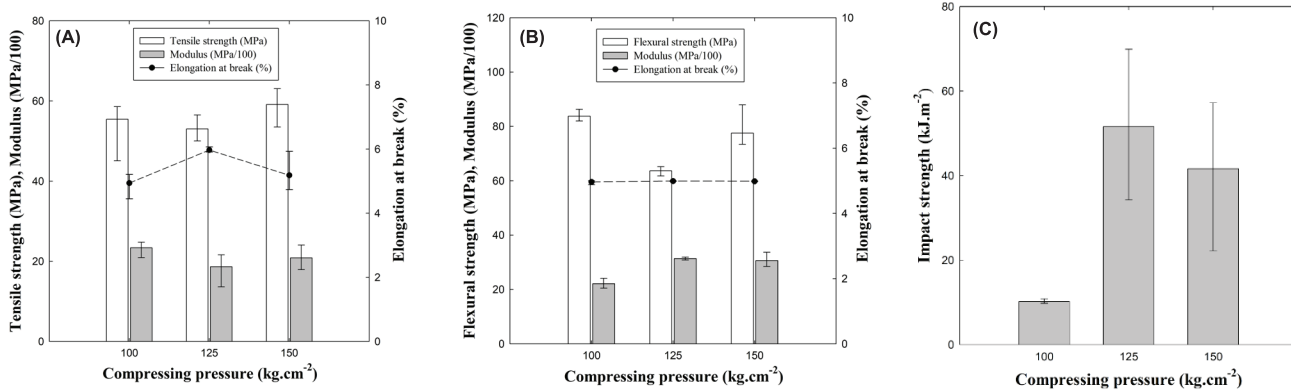 (A)
Tensile strength (MPa)
Modulus (MPa/100)
Elongation at break (%)
80
60
40
20
0
10
8
6
4
2
0
100 125 150
Tensile strength (MPa), Modulus (MPa/100)
Elongation at break (%)
Compressing pressure (kg.cm-2)
(B)
Flexural strength (MPa)
Modulus (MPa/100)
Elongation at break (%)
120
100
80
60
40
20
0
10
8
6
4
2
0
100 125 150
Flexural strength (MPa), Modulus (MPa/100)
Elongation at break (%)
Compressing pressure (kg.cm-2)
(C)
80
60
40
20
0
100 125 150
Impact strength (kJ.m-2)
Compressing pressure (kg.cm-2)